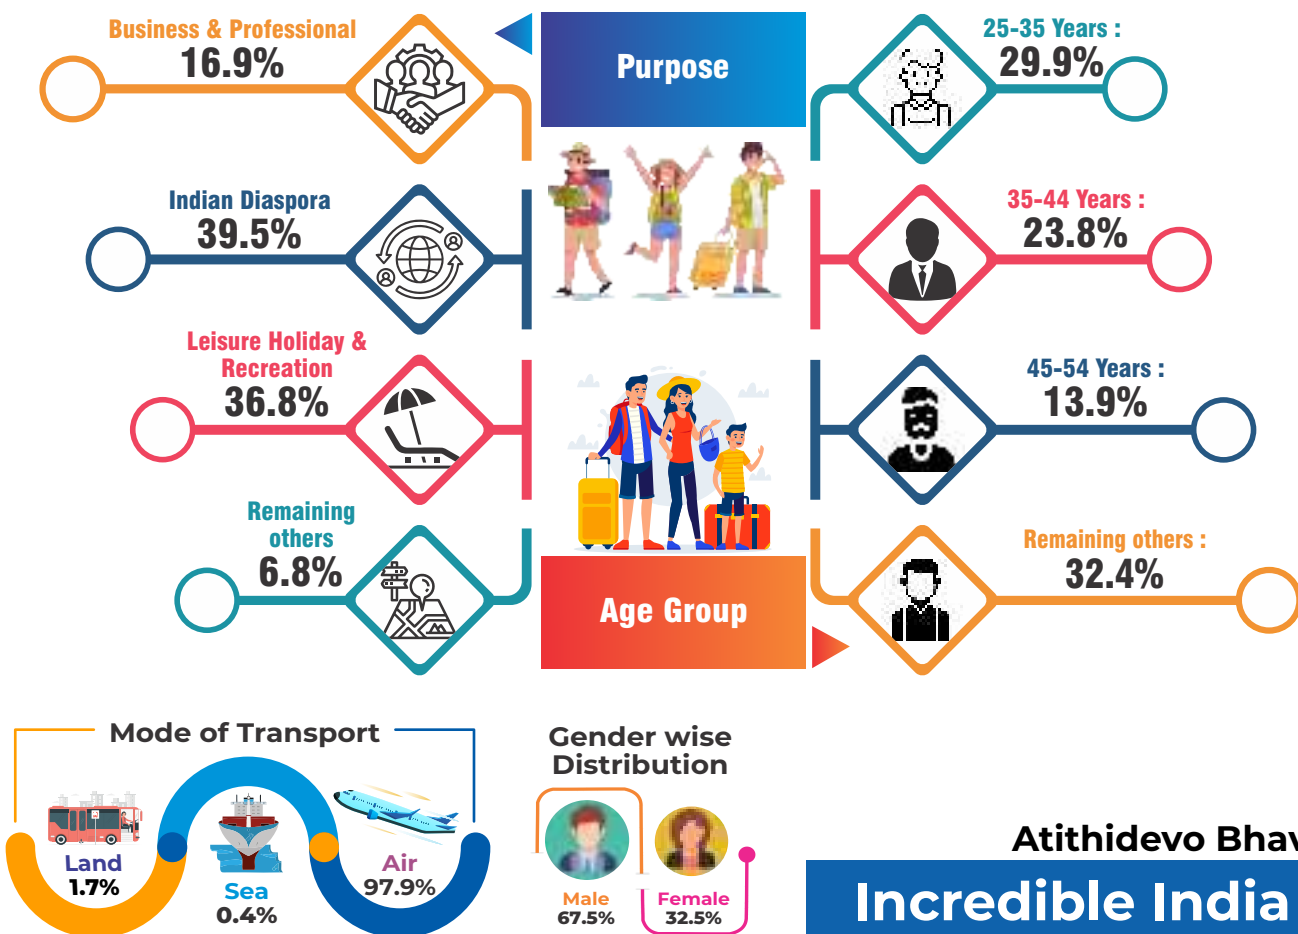 Business & Professional
16.9%
Indian Diaspora
39.5%
Leisure Holiday &
Recreation
36.8%
Remaining
others
6.8%
Purpose
Age Group
25-35 Years :
29.9%
35-44 Years :
23.8%
45-54 Years :
13.9%
Remaining others :
32.4%
Mode of Transport
Land
1.7%
Sea
0.4%
Air
97.9%
Gender wise
Distribution
Male
67.5%
Female
32.5%
Atithidevo Bhav
Incredible India